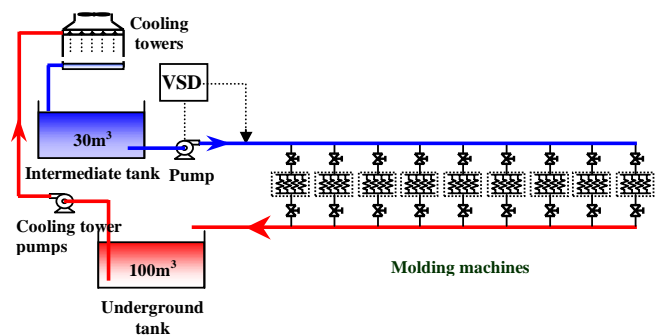 Cooling
towers
VSD
30m³
Intermediate tank
Pump
Cooling tower
pumps
100m³
Underground
tank
Molding machines